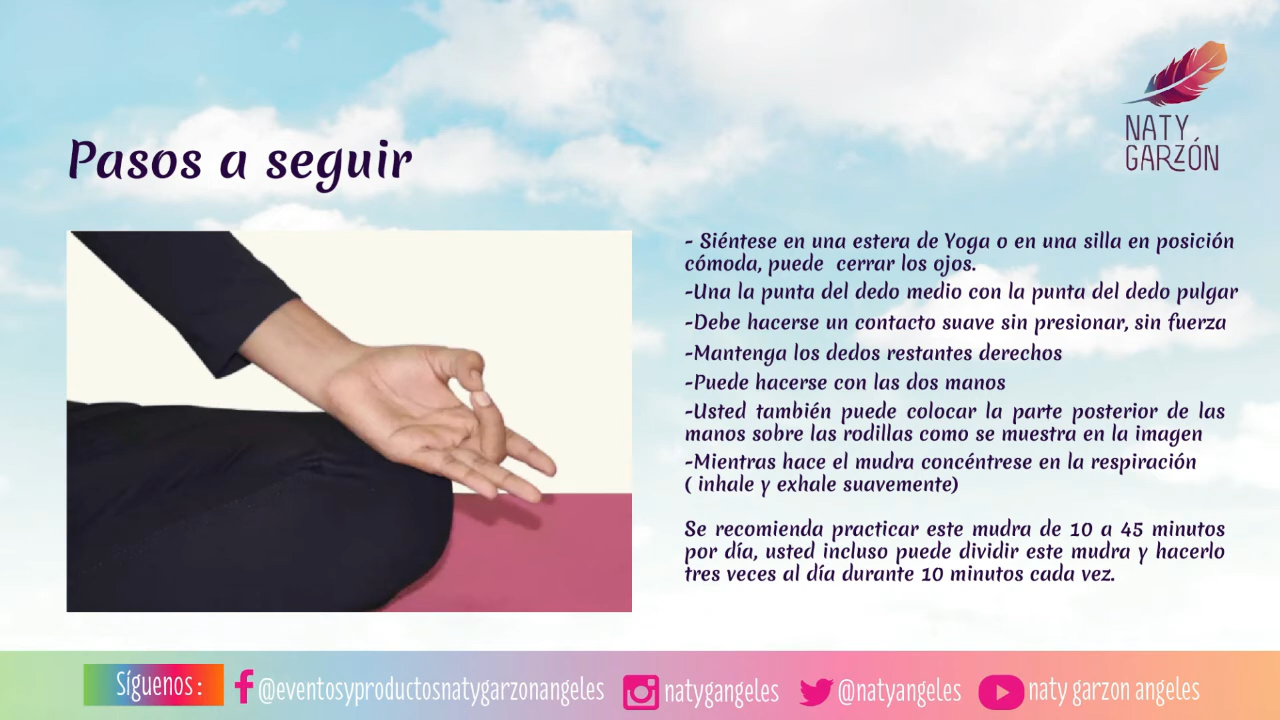 NATY
GARZÓN
Pasos a seguir
- Siéntese en una estera de Yoga o en una silla en posición
cómoda, puede cerrar los ojos.
-Una la punta del dedo medio con la punta del dedo pulgar
-Debe hacerse un contacto suave sin presionar, sin fuerza
-Mantenga los dedos restantes derechos
-Puede hacerse con las dos manos
-Usted también puede colocar la parte posterior de las
manos sobre las rodillas como se muestra en la imagen
-Mientras hace el mudra concéntrese en la respiración
( inhale y exhale suavemente)
Se recomienda practicar este mudra de 10 a 45 minutos
por día, usted incluso puede dividir este mudra y hacerlo
tres veces al día durante 10 minutos cada vez.
Síguenos: @eventosyproductosnatygarzonangeles natygangeles @natyangeles naty garzon angeles